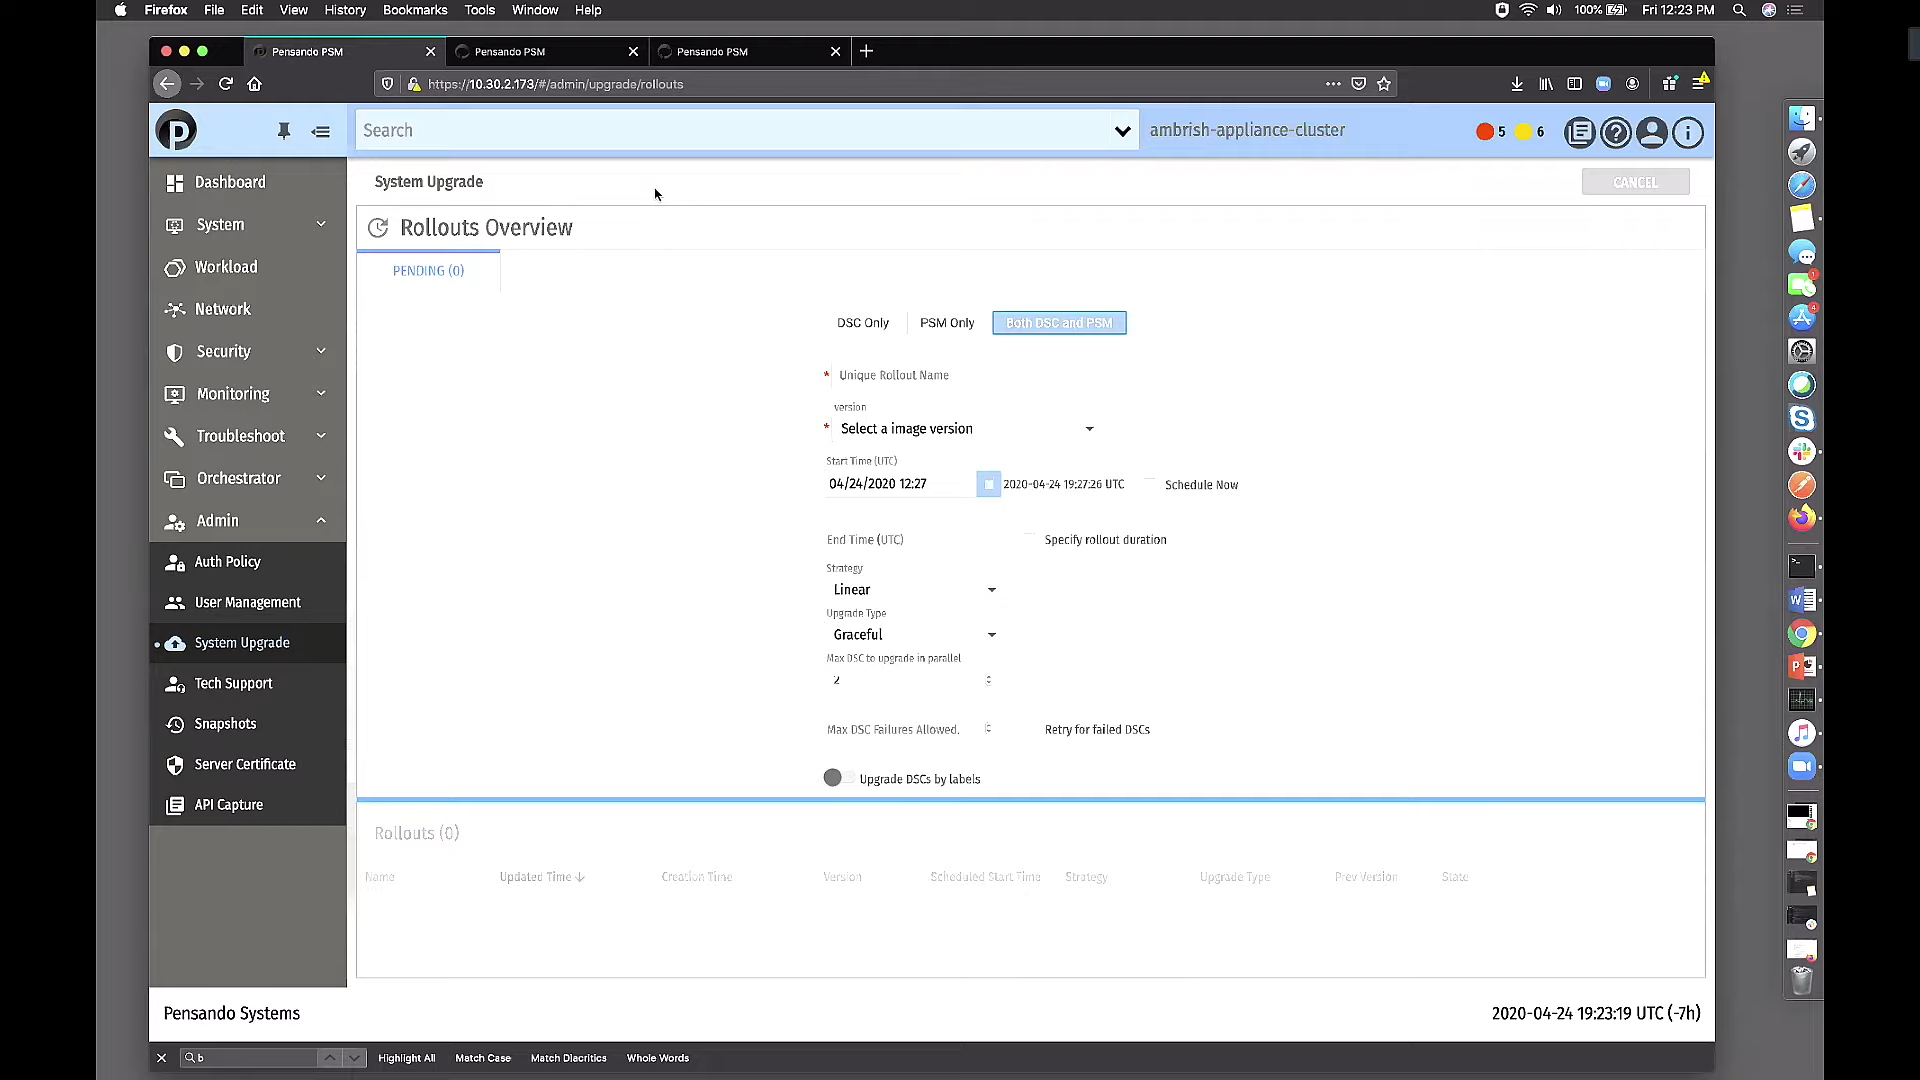 Firefox File Edit View History Bookmarks Tools Window Help 100% Fri 12:23 PM
Pensando PSM Pensando PSM Pensando PSM
https://10.30.2.173/#/admin/upgrade/rollouts
Search ambrish-appliance-cluster 5 6
Dashboard
System
Workload
Network
Security
Monitoring
Troubleshoot
Orchestrator
Admin
Auth Policy
User Management
System Upgrade
Tech Support
Snapshots
Server Certificate
API Capture
System Upgrade CANCEL
Rollouts Overview
PENDING (0)
DSC Only PSM Only Both DSC and PSM
* Unique Rollout Name
version
* Select a image version
Start Time (UTC)
04/24/2020 12:27 2020-04-24 19:27:26 UTC Schedule Now
End Time (UTC) Specify rollout duration
Strategy
Linear
Upgrade Type
Graceful
Max DSC to upgrade in parallel
2
Max DSC Failures Allowed. Retry for failed DSCs
Upgrade DSCs by labels
Rollouts (0)
Name Updated Time Creation Time Version Scheduled Start Time Strategy Upgrade Type Prev Version State
Pensando Systems 2020-04-24 19:23:19 UTC (-7h)
b Highlight All Match Case Match Diacritics Whole Words